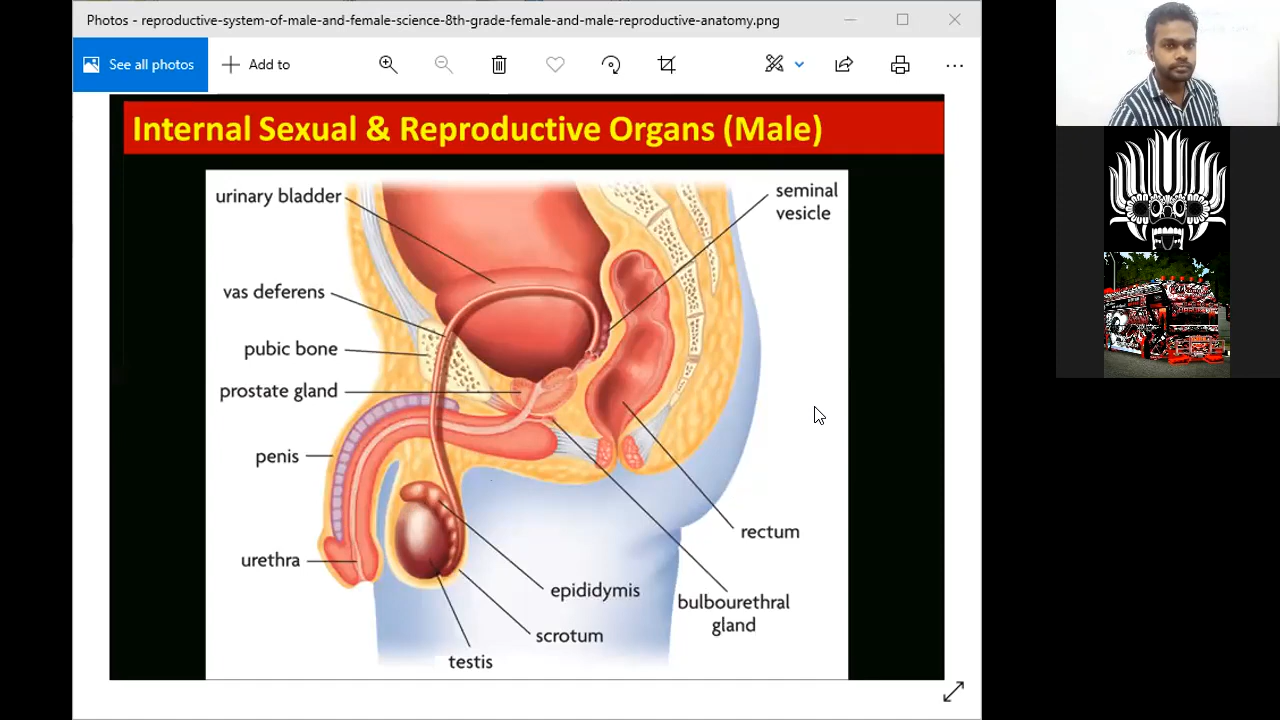 Photos - reproductive-system-of-male-and-female-science-8th-grade-female-and-male-reproductive-anatomy.png
See all photos
Add to
Internal Sexual & Reproductive Organs (Male)
urinary bladder
seminal
vesicle
vas deferens
pubic bone
prostate gland
penis
rectum
urethra
epididymis
bulbourethral
gland
scrotum
testis